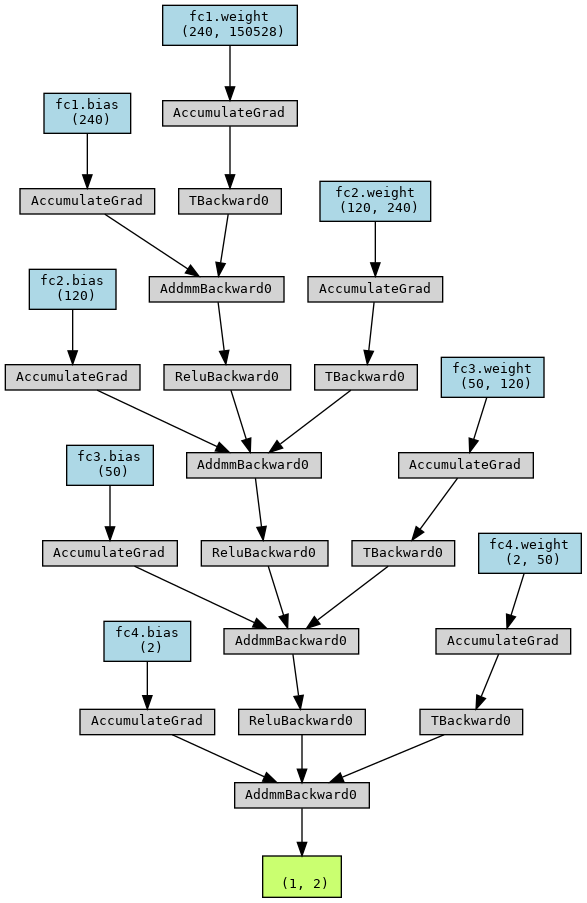 fc1.weight
(240, 150528)
fc1.bias
(240)
AccumulateGrad
AccumulateGrad
TBackward0
fc2.weight
(120, 240)
fc2.bias
(120)
AddmmBackward0
AccumulateGrad
AccumulateGrad
ReluBackward0
TBackward0
fc3.weight
(50, 120)
fc3.bias
(50)
AddmmBackward0
AccumulateGrad
AccumulateGrad
ReluBackward0
TBackward0
fc4.weight
(2, 50)
fc4.bias
(2)
AddmmBackward0
AccumulateGrad
AccumulateGrad
ReluBackward0
TBackward0
AddmmBackward0
(1, 2)